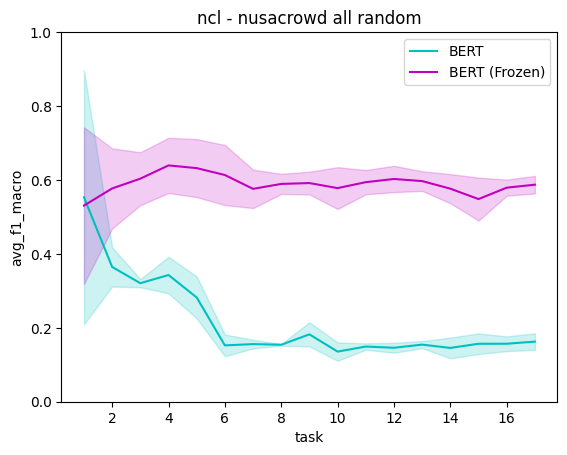 ncl - nusacrowd all random
BERT
BERT (Frozen)
avg_f1_macro
1.0
0.8
0.6
0.4
0.2
0.0
2 4 6 8 10 12 14 16
task